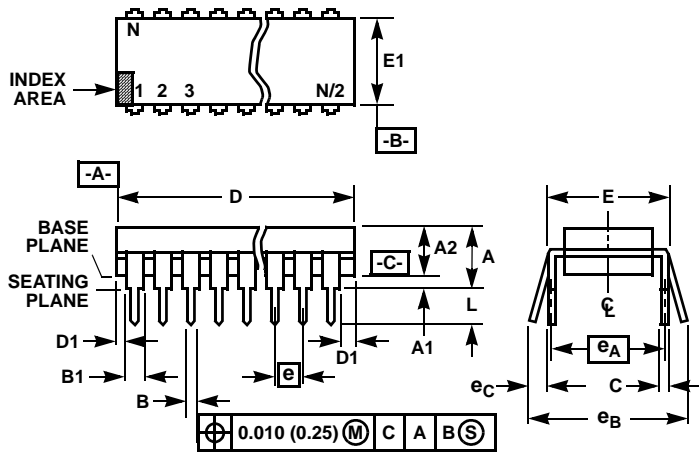 N
INDEX
AREA
1 2 3 N/2
E1
-B-
-A-
D
E
BASE
PLANE
A2
A
-C-
SEATING
PLANE
L
C
L
D1
B1
B
e
D1
A1
eA
eC
C
eB
0.010 (0.25) M C A B S